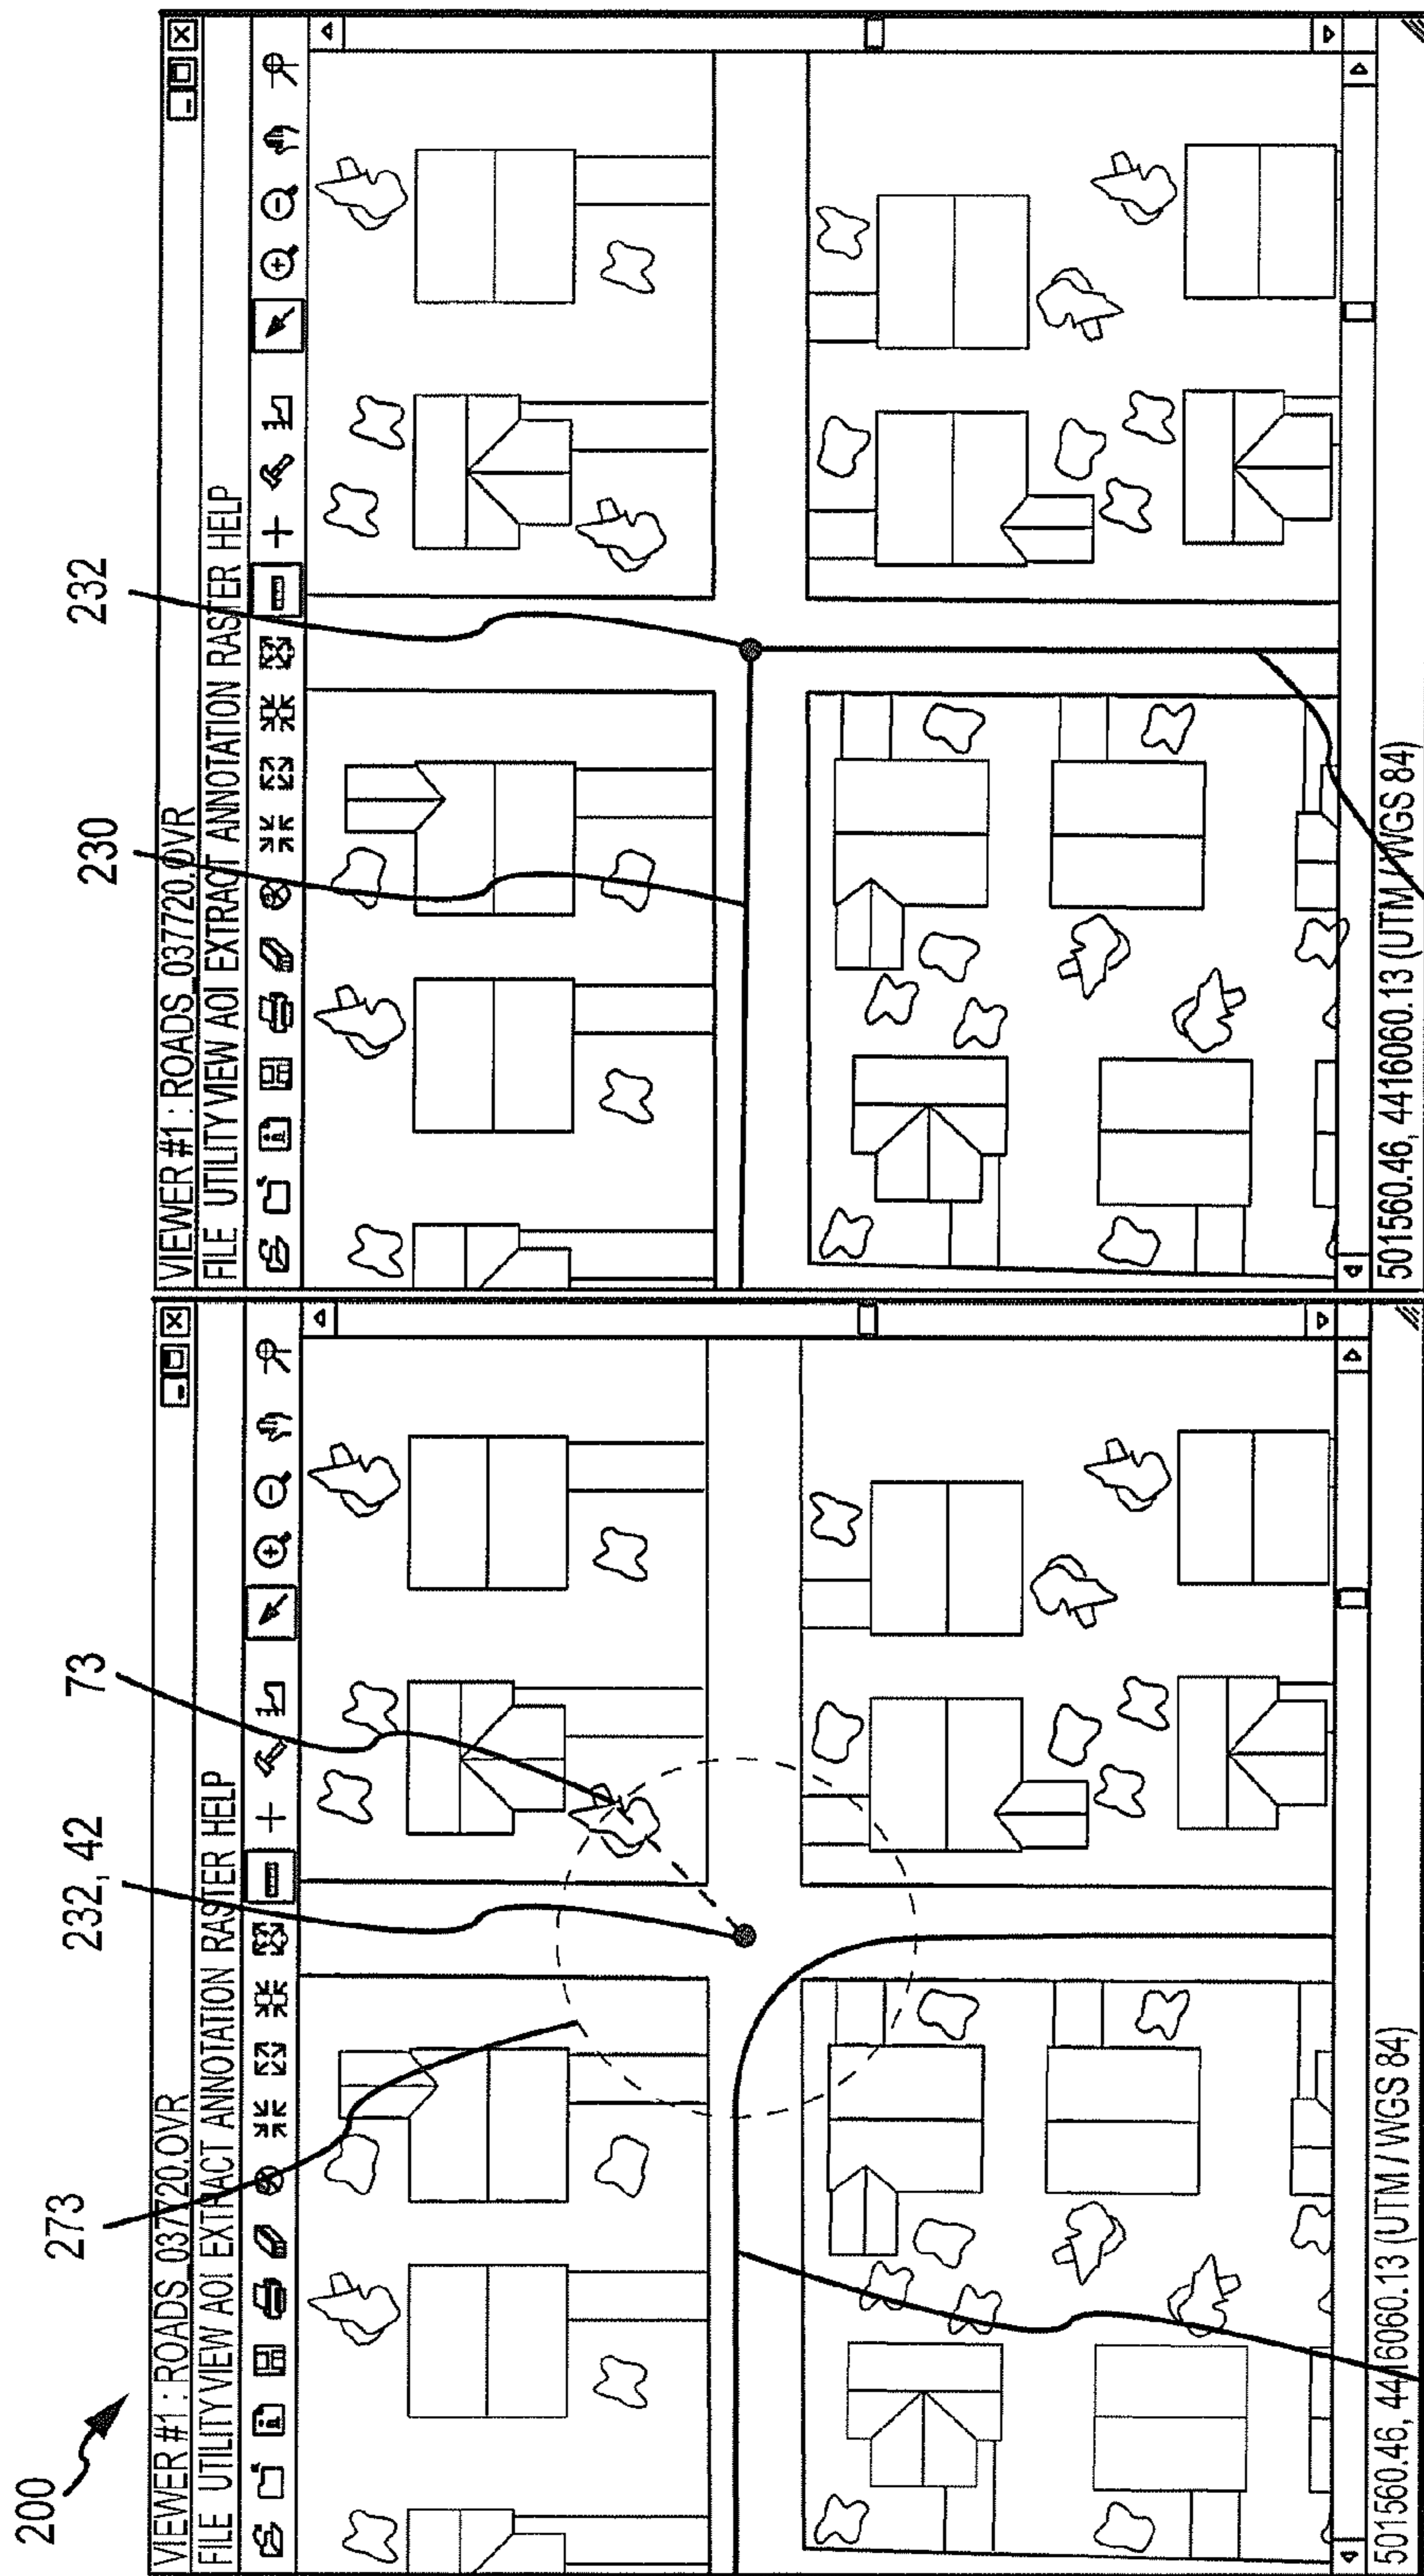 200
273
232, 42
73
VIEWER #1 : ROADS_037720.OVR
FILE UTILITY VIEW AOI EXTRACT ANNOTATION RASTER HELP
501560.46, 4416060.13 (UTM / WGS 84)
230
232
VIEWER #1 : ROADS_037720.OVR
FILE UTILITY VIEW AOI EXTRACT ANNOTATION RASTER HELP
501560.46, 4416060.13 (UTM / WGS 84)